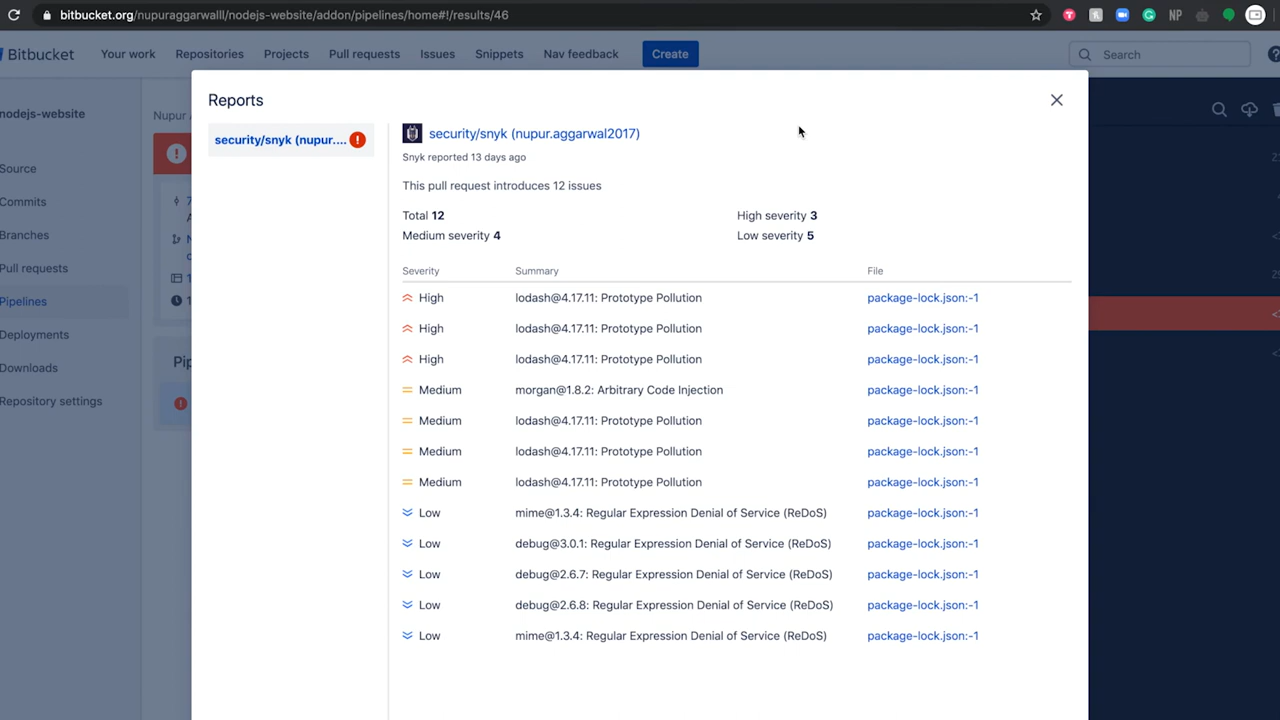 bitbucket.org/nupuraggarwalll/nodejs-website/addon/pipelines/home#!/results/46
NP
Bitbucket
Your work
Repositories
Projects
Pull requests
Issues
Snippets
Nav feedback
Create
Search
nodejs-website
Source
Commits
Branches
Pull requests
Pipelines
Deployments
Downloads
Repository settings
Nupur A
Pip
Reports
security/snyk (nupur....
security/snyk (nupur.aggarwal2017)
Snyk reported 13 days ago
This pull request introduces 12 issues
Total 12
High severity 3
Medium severity 4
Low severity 5
Severity Summary File
High lodash@4.17.11: Prototype Pollution package-lock.json:-1
High lodash@4.17.11: Prototype Pollution package-lock.json:-1
High lodash@4.17.11: Prototype Pollution package-lock.json:-1
Medium morgan@1.8.2: Arbitrary Code Injection package-lock.json:-1
Medium lodash@4.17.11: Prototype Pollution package-lock.json:-1
Medium lodash@4.17.11: Prototype Pollution package-lock.json:-1
Medium lodash@4.17.11: Prototype Pollution package-lock.json:-1
Low mime@1.3.4: Regular Expression Denial of Service (ReDoS) package-lock.json:-1
Low debug@3.0.1: Regular Expression Denial of Service (ReDoS) package-lock.json:-1
Low debug@2.6.7: Regular Expression Denial of Service (ReDoS) package-lock.json:-1
Low debug@2.6.8: Regular Expression Denial of Service (ReDoS) package-lock.json:-1
Low mime@1.3.4: Regular Expression Denial of Service (ReDoS) package-lock.json:-1